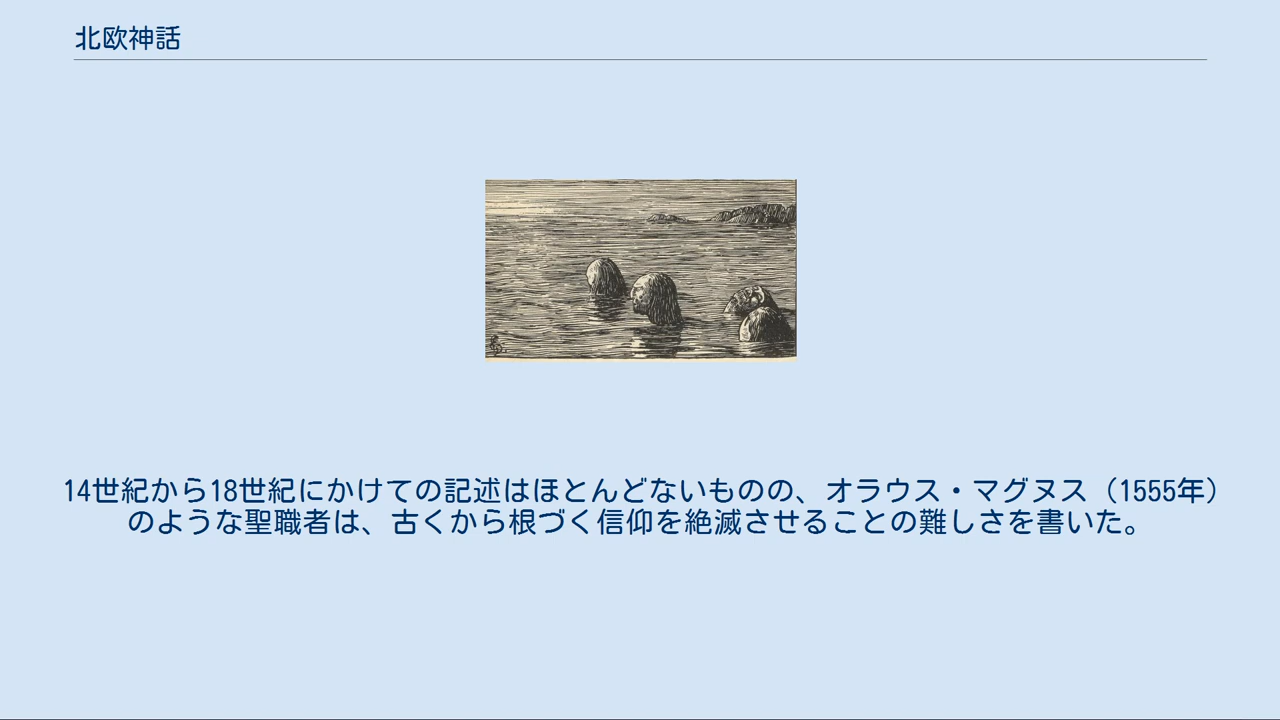 北欧神話
14世紀から18世紀にかけての記述はほとんどないものの、オラウス・マグヌス（1555年）
のような聖職者は、古くから根づく信仰を絶滅させることの難しさを書いた。